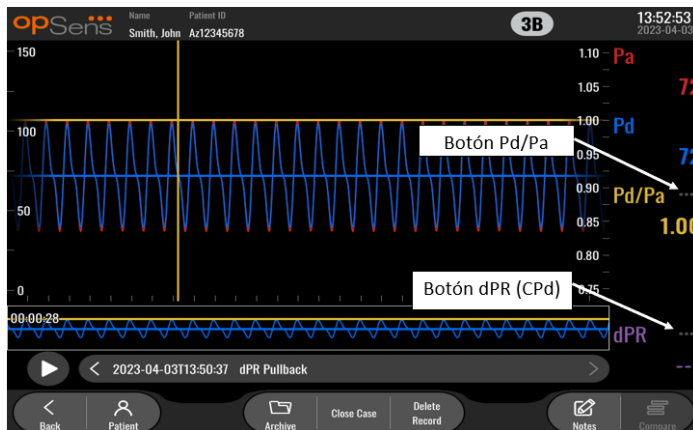 opSens
Name Patient ID
Smith, John Az12345678
3B
13:52:53
2023-04-03
150
100
50
0
1.10
1.05
1.00
0.95
0.90
0.85
0.80
0.75
Pa
72
Pd
72
Botón Pd/Pa
Pd/Pa ---
1.00
Botón dPR (CPd)
00:00:28
dPR ---
--
2023-04-03T13:50:37 dPR Pullback
Back
Patient
Archive
Close Case
Delete
Record
Notes
Compare